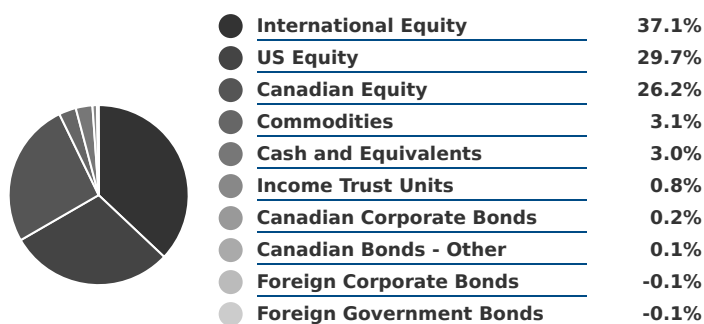 International Equity 37.1%
US Equity 29.7%
Canadian Equity 26.2%
Commodities 3.1%
Cash and Equivalents 3.0%
Income Trust Units 0.8%
Canadian Corporate Bonds 0.2%
Canadian Bonds - Other 0.1%
Foreign Corporate Bonds -0.1%
Foreign Government Bonds -0.1%